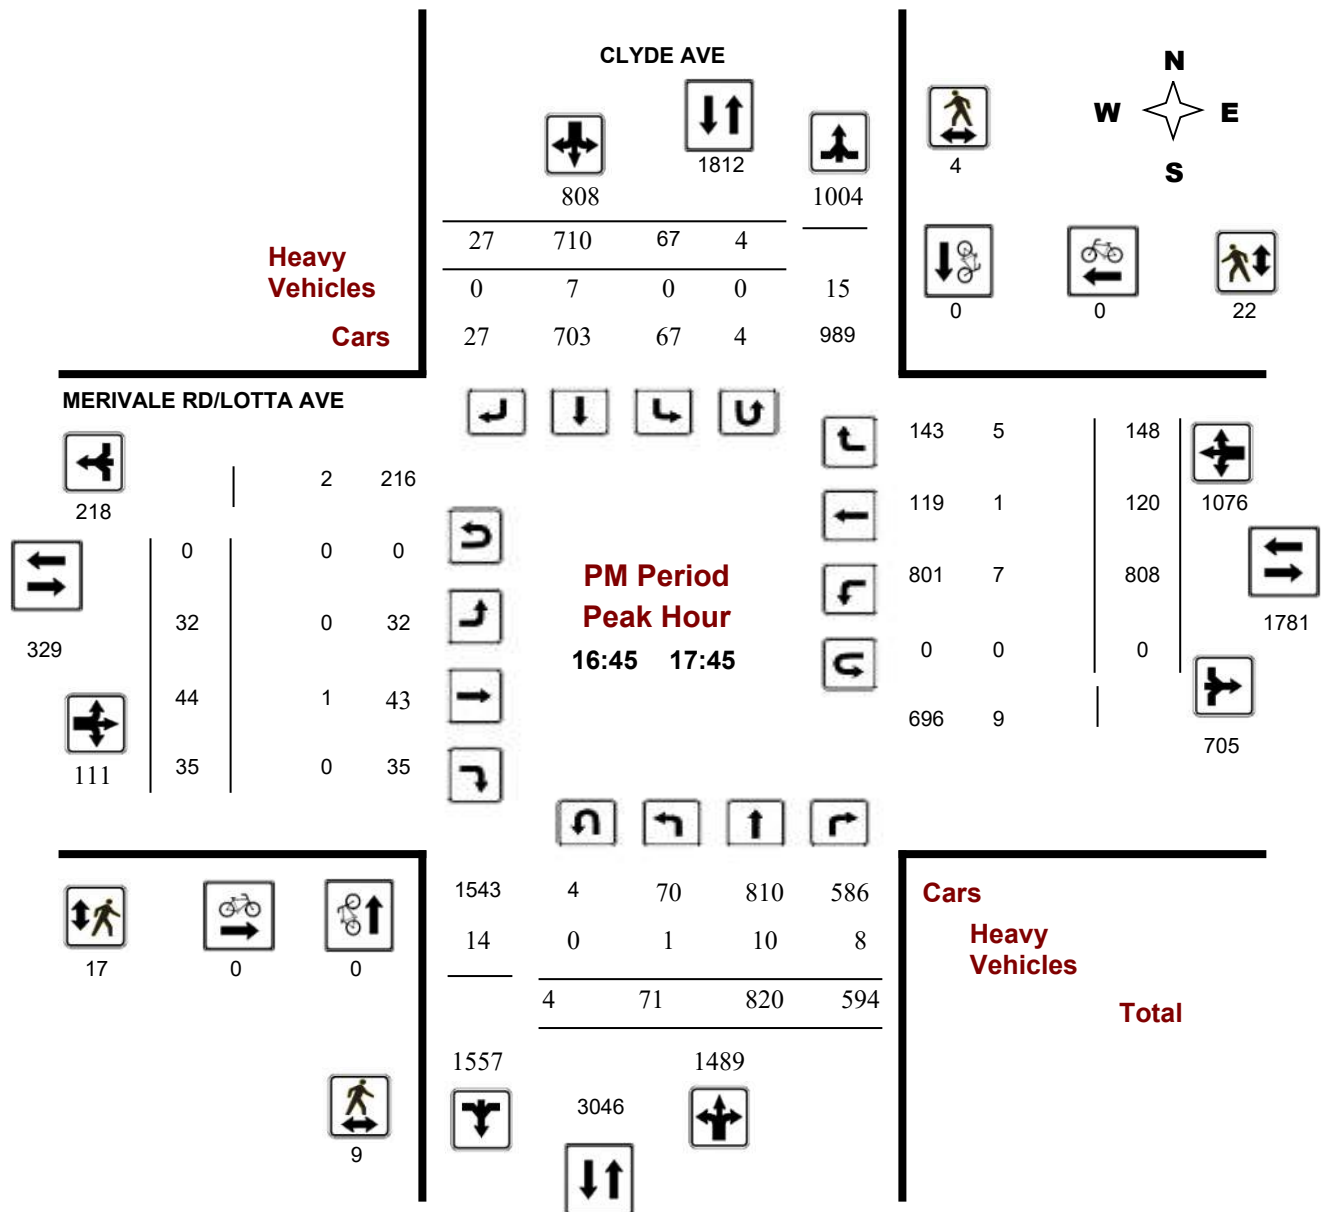 CLYDE AVE
N
W E
S
1812
4
808 1004
27 710 67 4
Heavy
Vehicles
0 7 0 0 15
0 0 22
Cars
27 703 67 4 989
MERIVALE RD/LOTTA AVE
143 5 148
2 216
218
119 1 120 1076
0 0 0
PM Period
801 7 808
Peak Hour
32 0 32
1781
329
16:45 17:45
0 0 0
44 1 43
696 9
705
111 35 0 35
1543 4 70 810 586
Cars
14 0 1 10 8
Heavy
Vehicles
17 0 0
4 71 820 594
Total
1557 1489
3046
9